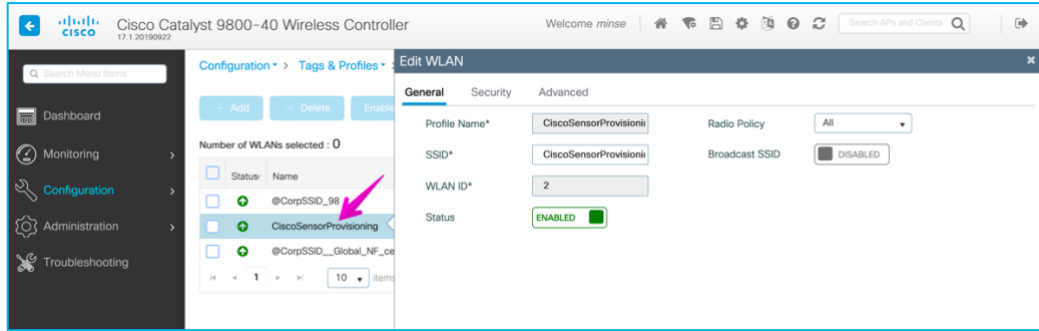 CISCO
Cisco Catalyst 9800-40 Wireless Controller
17.1.20190922
Welcome minse
Search APs and Clients
Search Menu Items
Dashboard
Monitoring
Configuration
Administration
Troubleshooting
Configuration > Tags & Profiles >
+ Add
× Delete
Enable
Number of WLANs selected : 0
Status Name
@CorpSSID_98
CiscoSensorProvisioning
@CorpSSID__Global_NF_ce
1
10 items
Edit WLAN
General Security Advanced
Profile Name* CiscoSensorProvisioni
SSID* CiscoSensorProvisioni
WLAN ID* 2
Status ENABLED
Radio Policy All
Broadcast SSID DISABLED